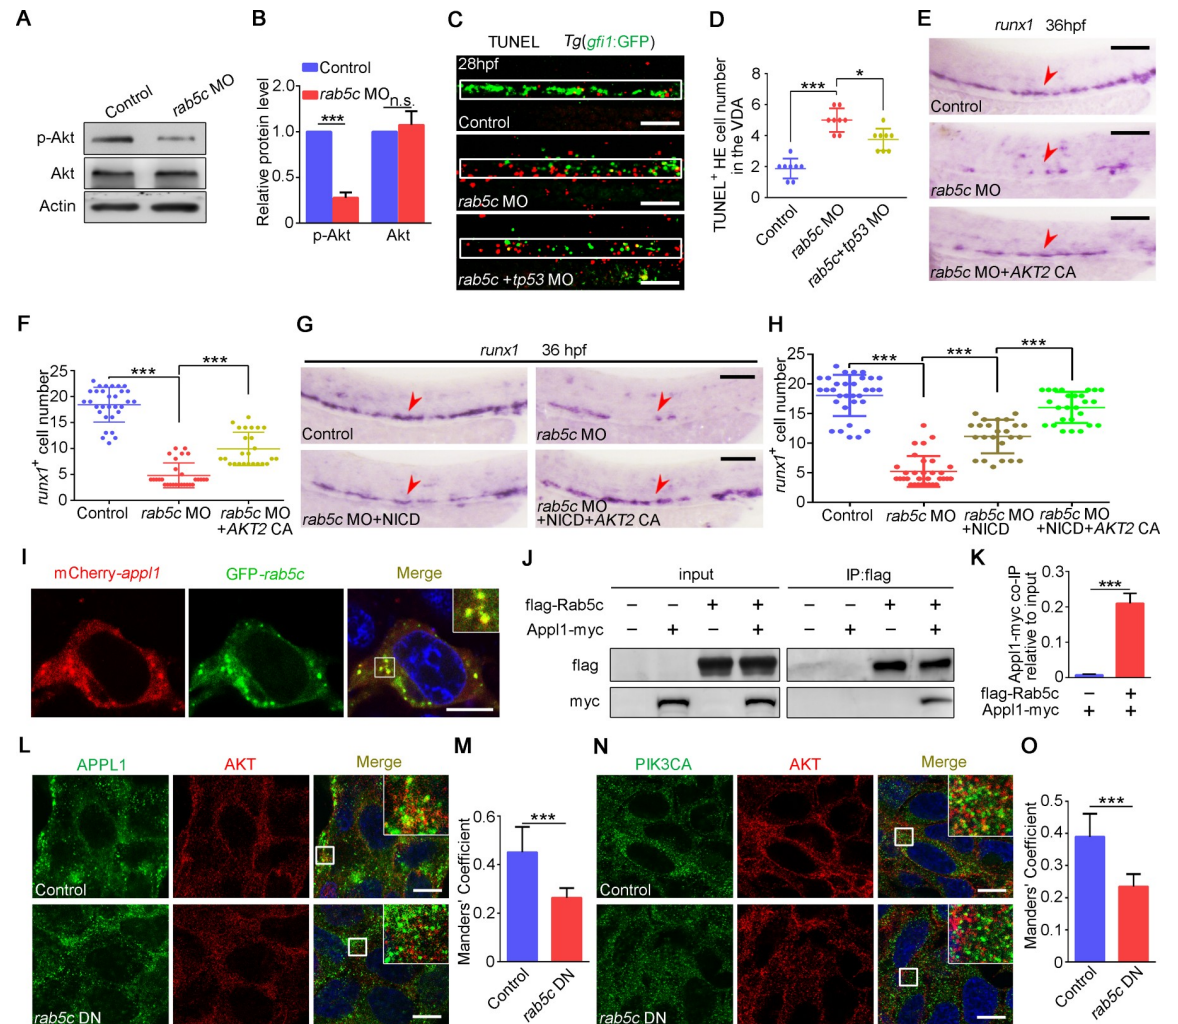 A
Control
rab5c MO
p-Akt
Akt
Actin
B
Control
rab5c MO
Relative protein level
2.0
1.0
0.5
0
***
n.s.
p-Akt
Akt
C
TUNEL Tg(gfi1:GFP)
28hpf
Control
rab5c MO
rab5c +tp53 MO
D
TUNEL+ HE cell number
in the VDA
8
6
4
2
0
***
*
Control
rab5c MO
rab5c+tp53 MO
E
runx1 36hpf
Control
rab5c MO
rab5c MO+AKT2 CA
F
runx1+ cell number
25
20
15
10
5
0
***
***
Control
rab5c MO
rab5c MO
+AKT2 CA
G
runx1 36 hpf
Control
rab5c MO
rab5c MO+NICD
rab5c MO
+NICD+AKT2 CA
H
runx1+ cell number
25
20
15
10
5
0
***
***
***
Control
rab5c MO
rab5c MO
+NICD
rab5c MO
+NICD+AKT2 CA
I
mCherry-appl1
GFP-rab5c
Merge
J
input
IP:flag
flag-Rab5c − − + + − − + +
Appl1-myc − + − + − + − +
flag
myc
K
Appl1-myc co-IP
relative to input
0.3
0.2
0.1
0
***
flag-Rab5c − +
Appl1-myc + +
L
APPL1
AKT
Merge
Control
rab5c DN
M
Manders' Coefficient
0.6
0.4
0.2
0
***
Control
rab5c DN
N
PIK3CA
AKT
Merge
Control
rab5c DN
O
Manders' Coefficient
0.5
0.4
0.3
0.2
0.1
0
***
Control
rab5c DN